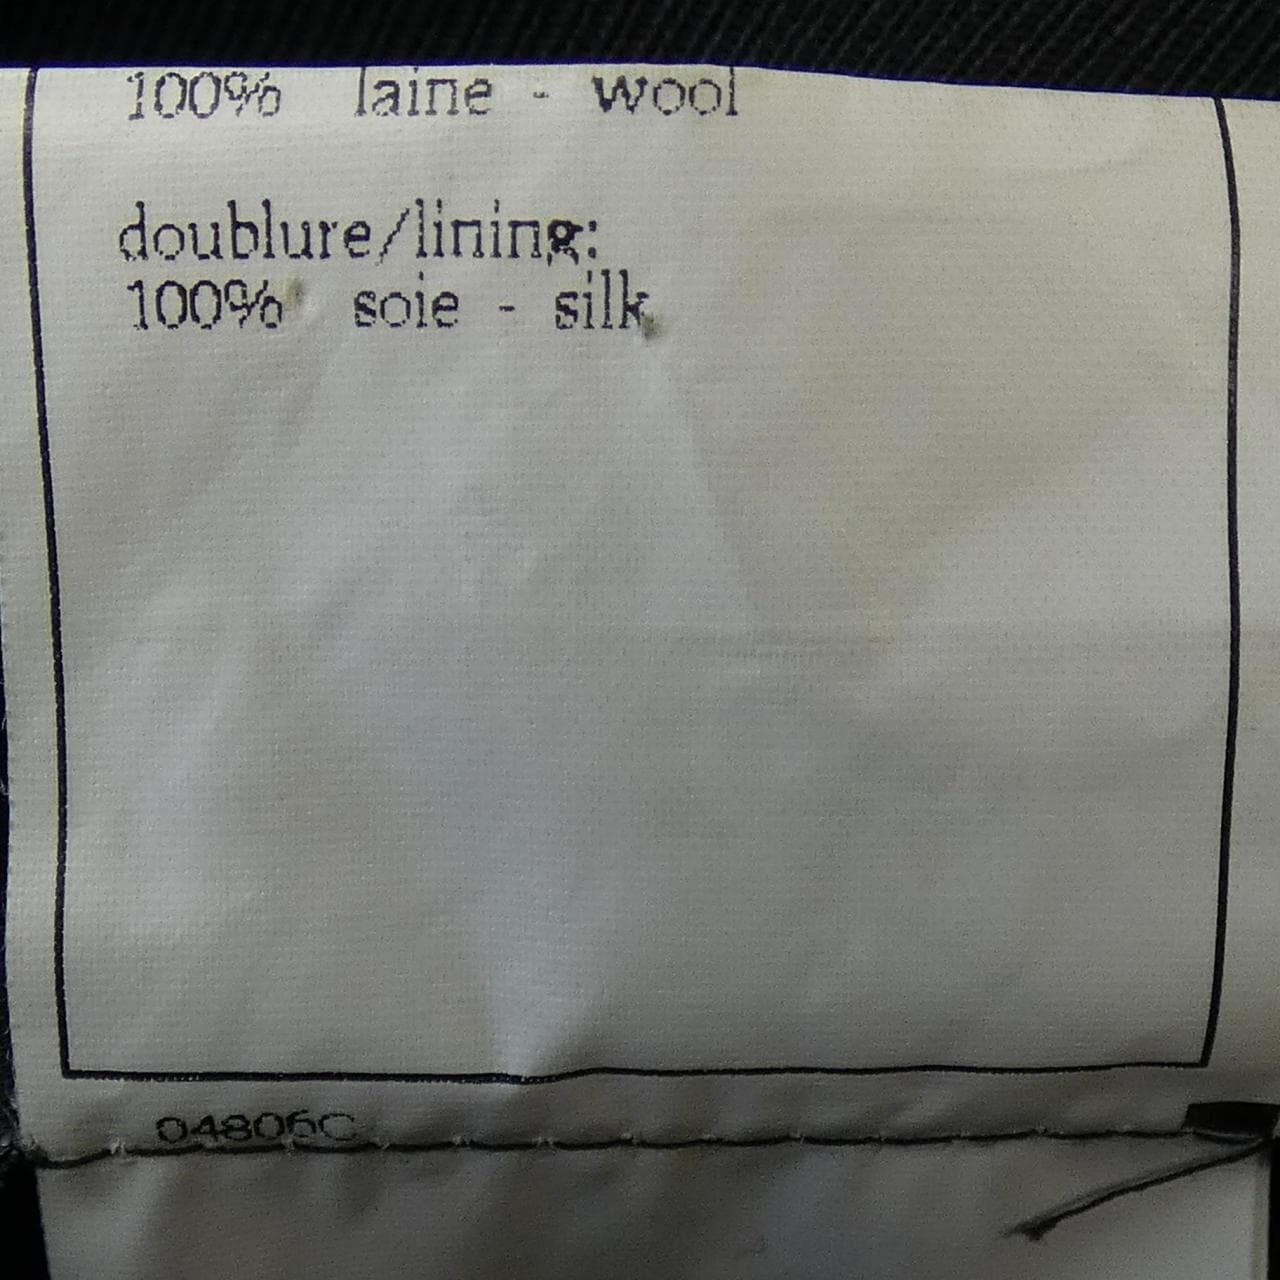 100% laine - wool
doublure/lining:
100% soie - silk
04806C